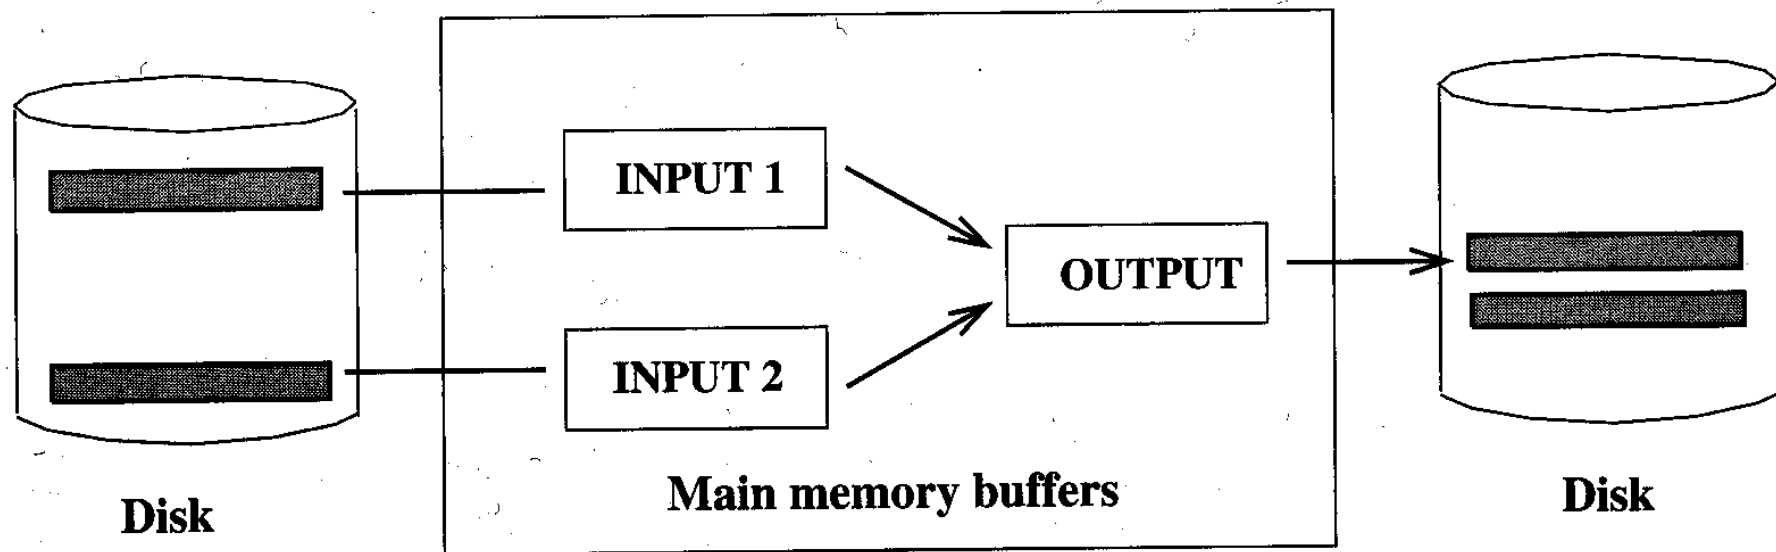 INPUT 1
INPUT 2
OUTPUT
Main memory buffers
Disk
Disk